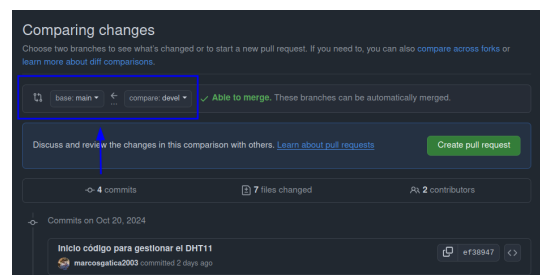 Comparing changes
Choose two branches to see what's changed or to start a new pull request. If you need to, you can also compare across forks or
learn more about diff comparisons.
base: main ▾ ← ... compare: devel ▾ ✓ Able to merge. These branches can be automatically merged.
Discuss and review the changes in this comparison with others. Learn about pull requests Create pull request
4 commits 7 files changed 2 contributors
Commits on Oct 20, 2024
Inicio código para gestionar el DHT11
marcosgatica2003 committed 2 days ago
ef38947 <>